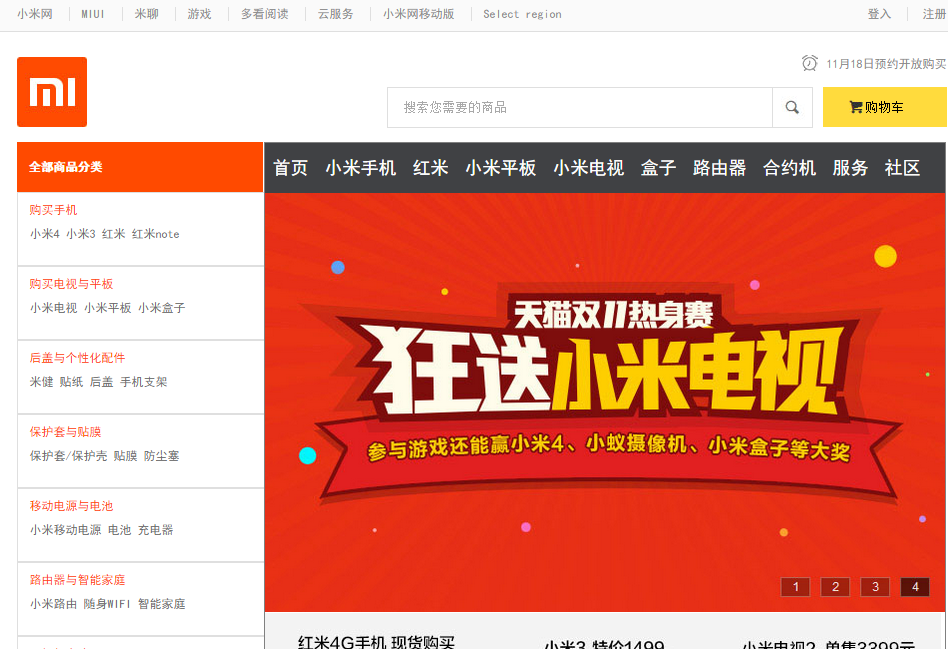 小米网 MIUI 米聊 游戏 多看阅读 云服务 小米网移动版 Select region 登入 注册
11月18日预约开放购买
mi
搜索您需要的商品
购物车
全部商品分类
首页 小米手机 红米 小米平板 小米电视 盒子 路由器 合约机 服务 社区
购买手机
小米4 小米3 红米 红米note
购买电视与平板
小米电视 小米平板 小米盒子
后盖与个性化配件
米健 贴纸 后盖 手机支架
保护套与贴膜
保护套/保护壳 贴膜 防尘塞
移动电源与电池
小米移动电源 电池 充电器
路由器与智能家庭
小米路由 随身WIFI 智能家庭
天猫双11热身赛
狂送小米电视
参与游戏还能赢小米4、小蚁摄像机、小米盒子等大奖
1 2 3 4
红米4G手机 现货购买
小米3 特价1499
小米电视2 单售3399元